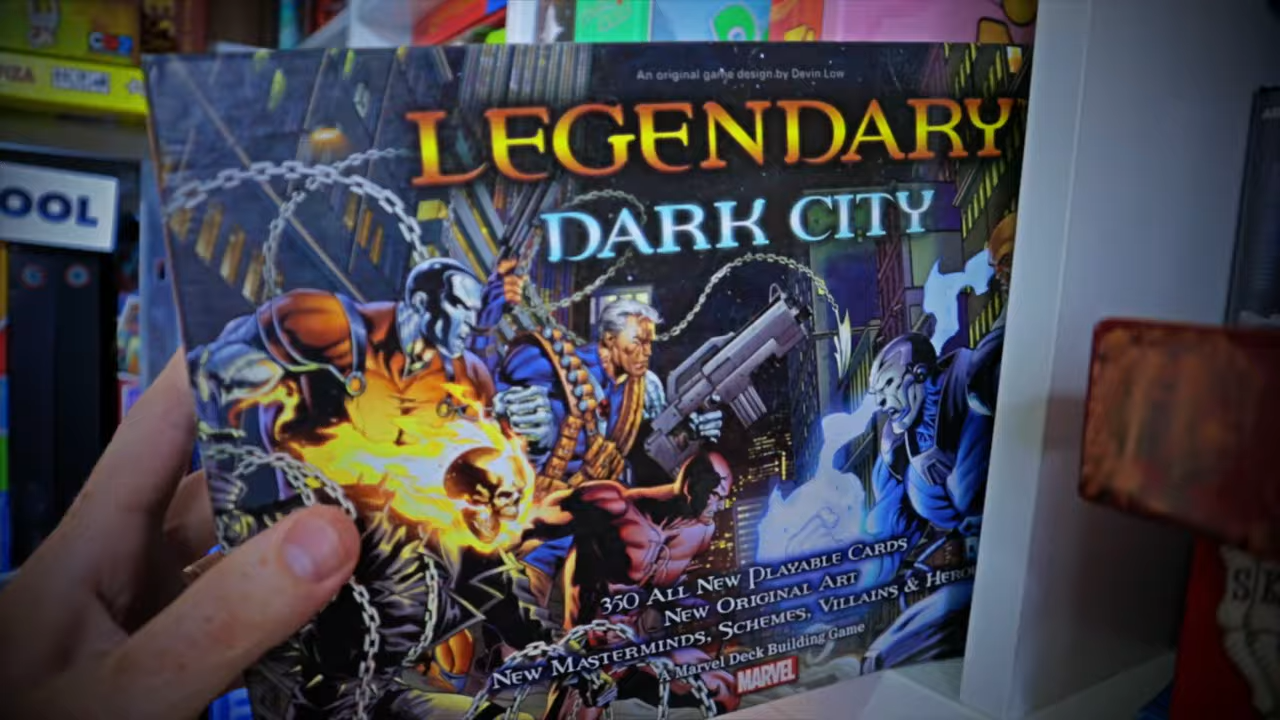 An original game design by Devin Low
LEGENDARY
DARK CITY
OOL
350 ALL NEW PLAYABLE CARDS
NEW ORIGINAL ART
NEW MASTERMINDS, SCHEMES, VILLAINS & HERO
A Marvel Deck Building Game
MARVEL